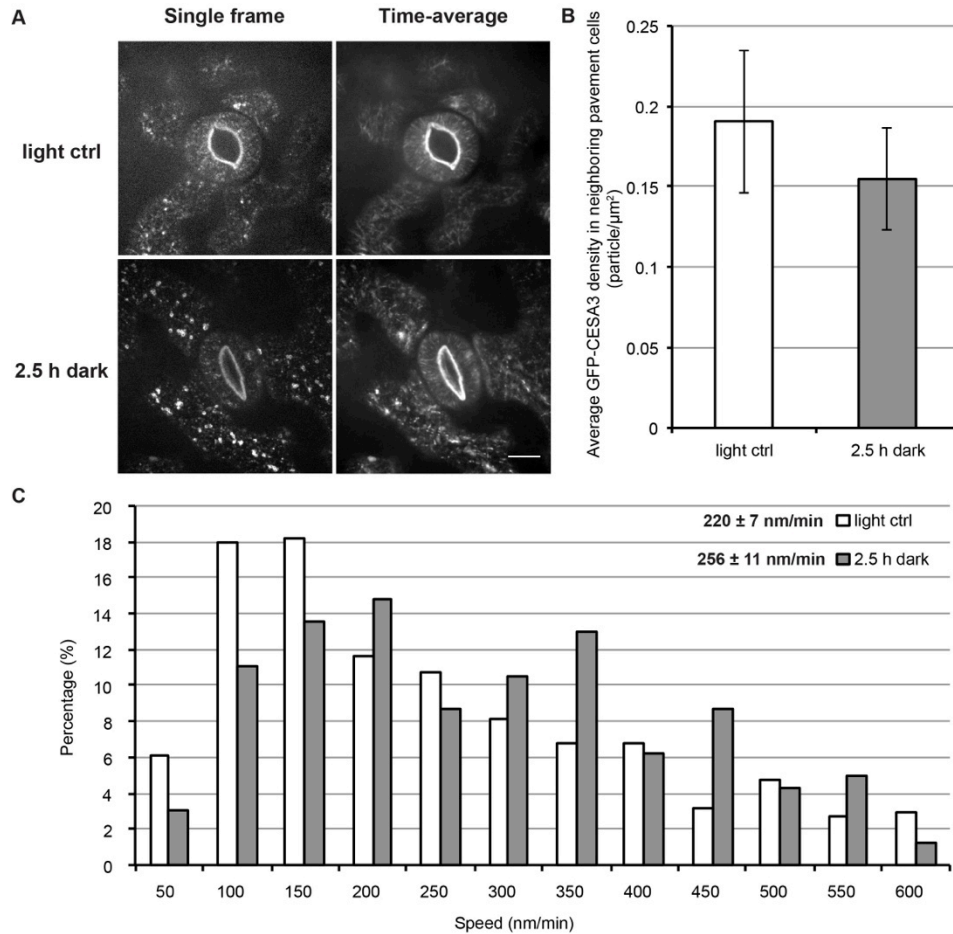 A
Single frame
Time-average
light ctrl
2.5 h dark
B
Average GFP-CESA3 density in neighboring pavement cells
(particle/µm²)
0.25
0.2
0.15
0.1
0.05
0
light ctrl
2.5 h dark
C
Percentage (%)
20
18
16
14
12
10
8
6
4
2
0
220 ± 7 nm/min light ctrl
256 ± 11 nm/min 2.5 h dark
50 100 150 200 250 300 350 400 450 500 550 600
Speed (nm/min)